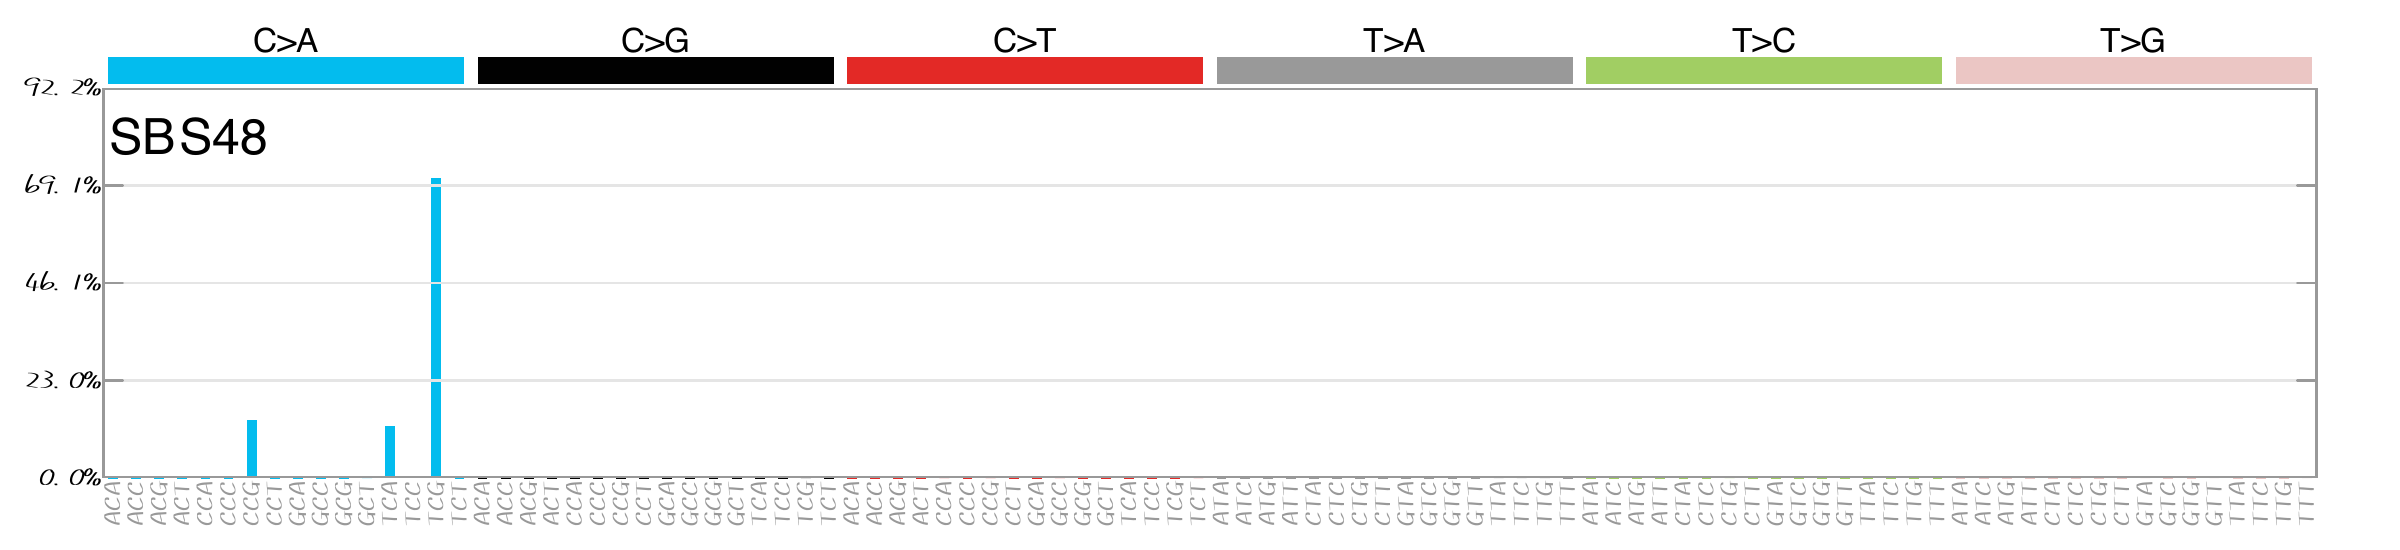 C>A C>G C>T T>A T>C T>G
92.2%
SBS48
69.1%
46.1%
23.0%
0.0%
ACA ACC ACG ACT CCA CCC CCG CCT GCA GCC GCG GCT TCA TCC TCG TCT ACA ACC ACG ACT CCA CCC CCG CCT GCA GCC GCG GCT TCA TCC TCG TCT ACA ACC ACG ACT CCA CCC CCG CCT GCA GCC GCG GCT TCA TCC TCG TCT ATA ATC ATG ATT CTA CTC CTG CTT GTA GTC GTG GTT TTA TTC TTG TTT ATA ATC ATG ATT CTA CTC CTG CTT GTA GTC GTG GTT TTA TTC TTG TTT ATA ATC ATG ATT CTA CTC CTG CTT GTA GTC GTG GTT TTA TTC TTG TTT